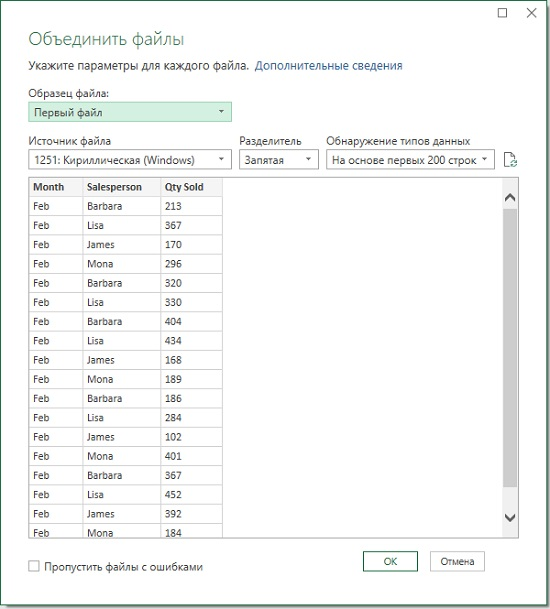 Объединить файлы
Укажите параметры для каждого файла. Дополнительные сведения
Образец файла:
Первый файл
Источник файла Разделитель Обнаружение типов данных
1251: Кириллическая (Windows) Запятая На основе первых 200 строк
Month Salesperson Qty Sold
Feb Barbara 213
Feb Lisa 367
Feb James 170
Feb Mona 296
Feb Barbara 320
Feb Lisa 330
Feb Barbara 404
Feb Lisa 434
Feb James 168
Feb Mona 189
Feb Barbara 186
Feb Lisa 284
Feb James 102
Feb Mona 401
Feb Barbara 367
Feb Lisa 452
Feb James 392
Feb Mona 184
Пропустить файлы с ошибками
ОК Отмена